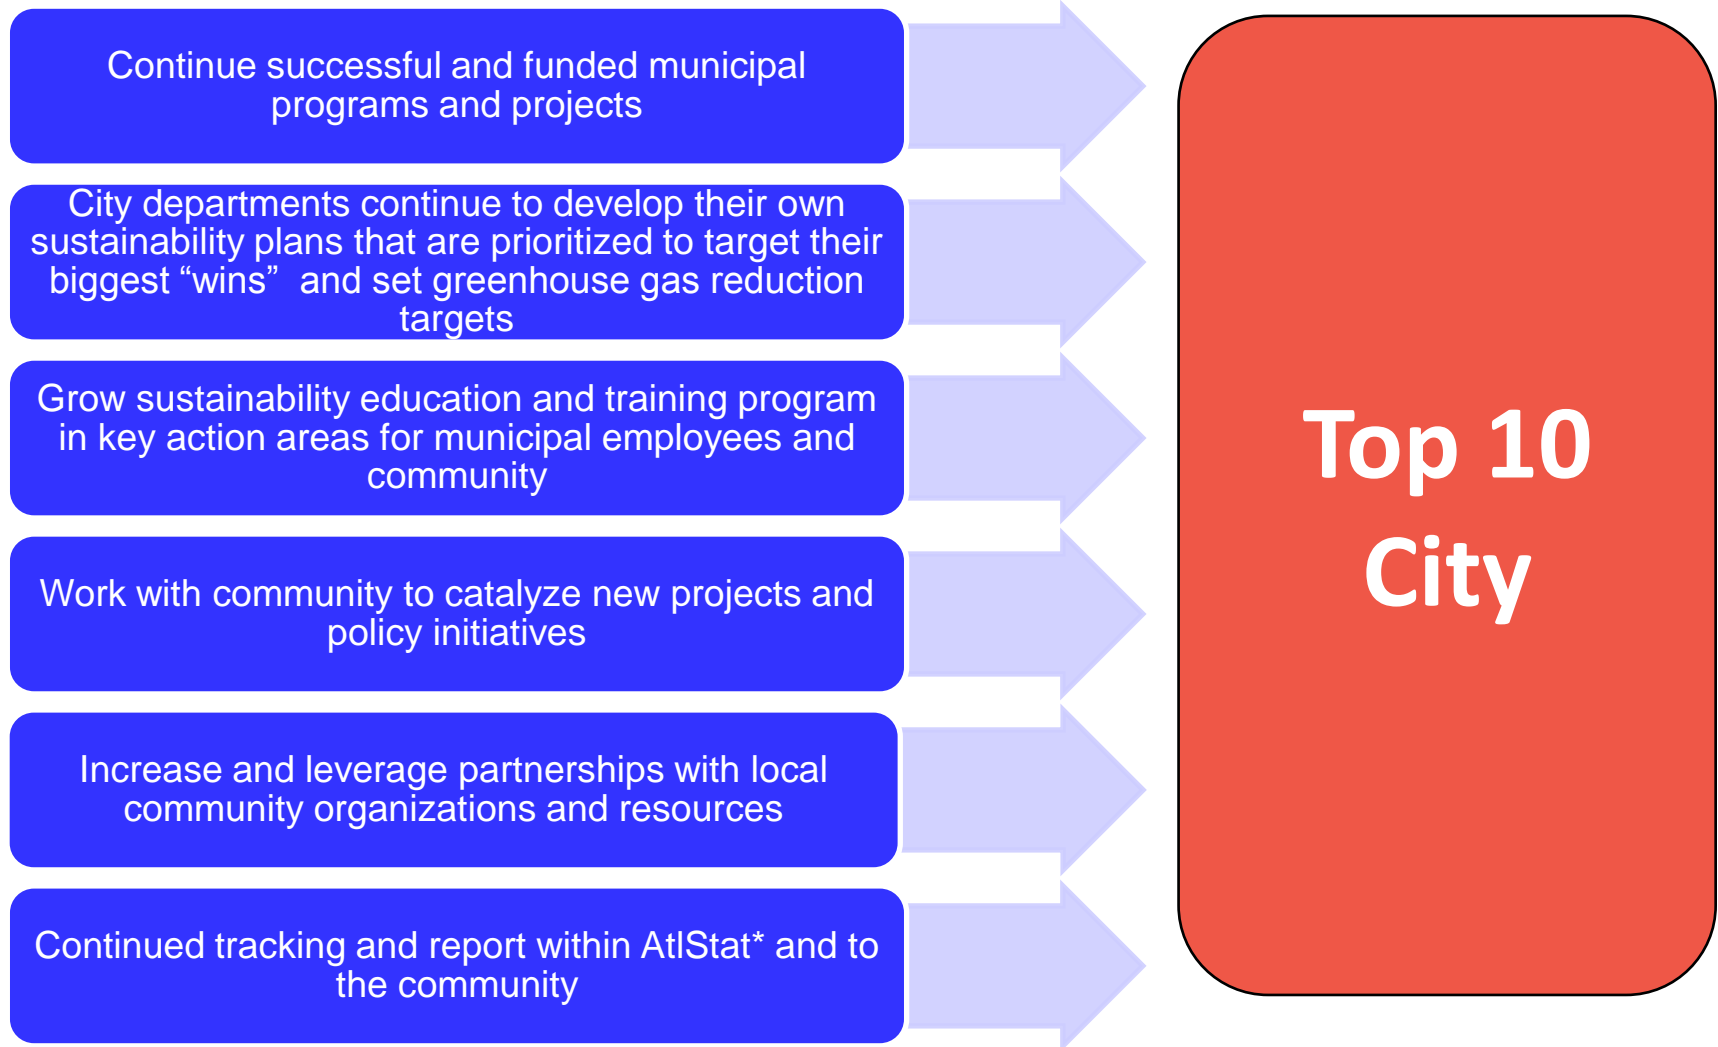 Continue successful and funded municipal
programs and projects
City departments continue to develop their own
sustainability plans that are prioritized to target their
biggest “wins”  and set greenhouse gas reduction
targets
Grow sustainability education and training program
in key action areas for municipal employees and
community
Work with community to catalyze new projects and
policy initiatives
Increase and leverage partnerships with local
community organizations and resources
Continued tracking and report within AtlStat* and to
the community
Top 10
City